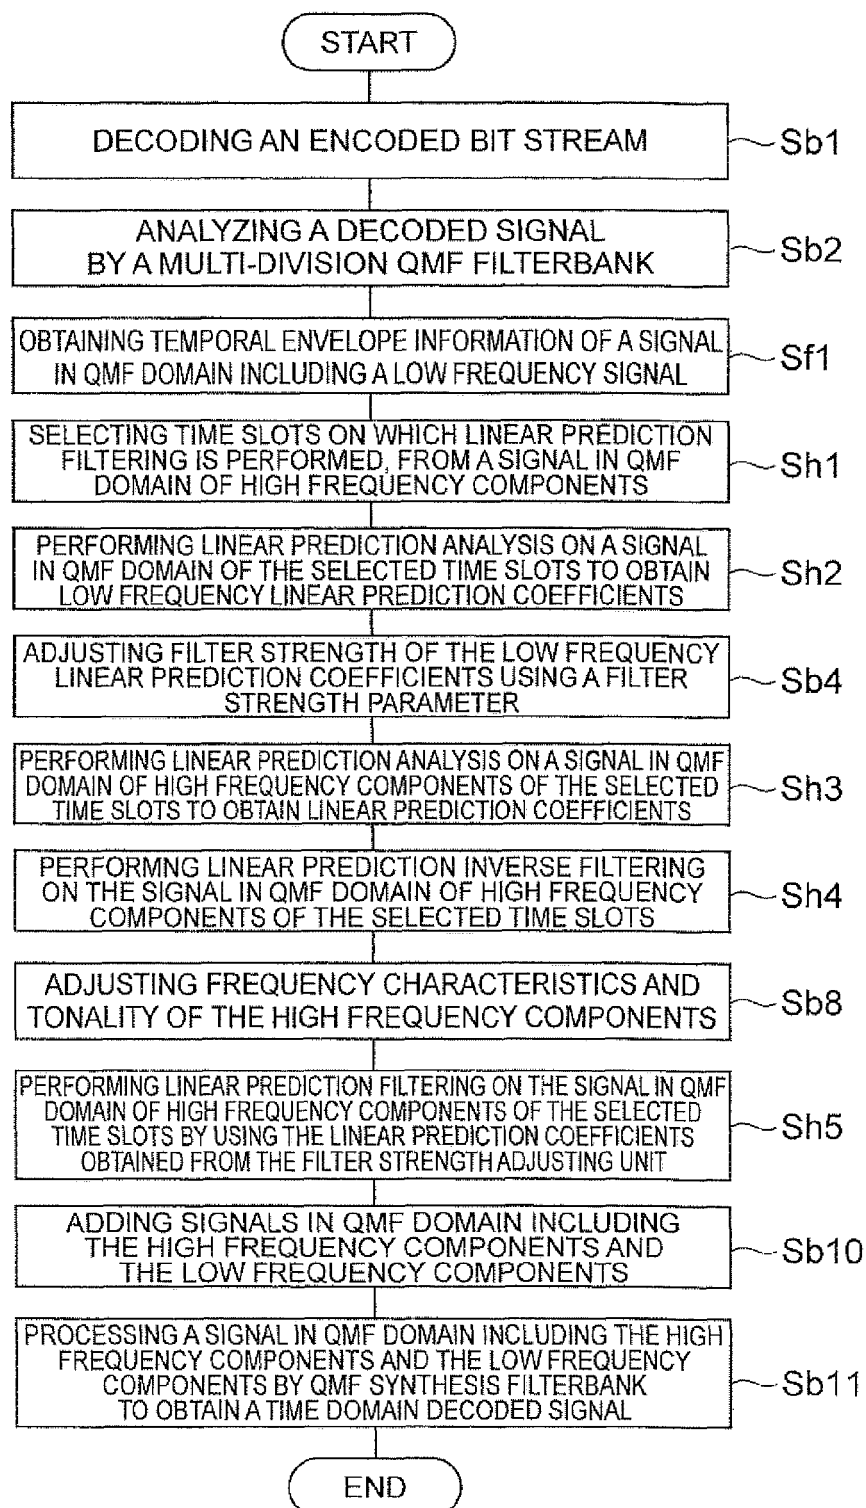 START
DECODING AN ENCODED BIT STREAM
Sb1
ANALYZING A DECODED SIGNAL
BY A MULTI-DIVISION QMF FILTERBANK
Sb2
OBTAINING TEMPORAL ENVELOPE INFORMATION OF A SIGNAL
IN QMF DOMAIN INCLUDING A LOW FREQUENCY SIGNAL
Sf1
SELECTING TIME SLOTS ON WHICH LINEAR PREDICTION
FILTERING IS PERFORMED, FROM A SIGNAL IN QMF
DOMAIN OF HIGH FREQUENCY COMPONENTS
Sh1
PERFORMING LINEAR PREDICTION ANALYSIS ON A SIGNAL
IN QMF DOMAIN OF THE SELECTED TIME SLOTS TO OBTAIN
LOW FREQUENCY LINEAR PREDICTION COEFFICIENTS
Sh2
ADJUSTING FILTER STRENGTH OF THE LOW FREQUENCY
LINEAR PREDICTION COEFFICIENTS USING A FILTER
STRENGTH PARAMETER
Sb4
PERFORMING LINEAR PREDICTION ANALYSIS ON A SIGNAL IN QMF
DOMAIN OF HIGH FREQUENCY COMPONENTS OF THE SELECTED
TIME SLOTS TO OBTAIN LINEAR PREDICTION COEFFICIENTS
Sh3
PERFORMNG LINEAR PREDICTION INVERSE FILTERING
ON THE SIGNAL IN QMF DOMAIN OF HIGH FREQUENCY
COMPONENTS OF THE SELECTED TIME SLOTS
Sh4
ADJUSTING FREQUENCY CHARACTERISTICS AND
TONALITY OF THE HIGH FREQUENCY COMPONENTS
Sb8
PERFORMING LINEAR PREDICTION FILTERING ON THE SIGNAL IN QMF
DOMAIN OF HIGH FREQUENCY COMPONENTS OF THE SELECTED
TIME SLOTS BY USING THE LINEAR PREDICTION COEFFICIENTS
OBTAINED FROM THE FILTER STRENGTH ADJUSTING UNIT
Sh5
ADDING SIGNALS IN QMF DOMAIN INCLUDING
THE HIGH FREQUENCY COMPONENTS AND
THE LOW FREQUENCY COMPONENTS
Sb10
PROCESSING A SIGNAL IN QMF DOMAIN INCLUDING THE HIGH
FREQUENCY COMPONENTS AND THE LOW FREQUENCY
COMPONENTS BY QMF SYNTHESIS FILTERBANK
TO OBTAIN A TIME DOMAIN DECODED SIGNAL
Sb11
END